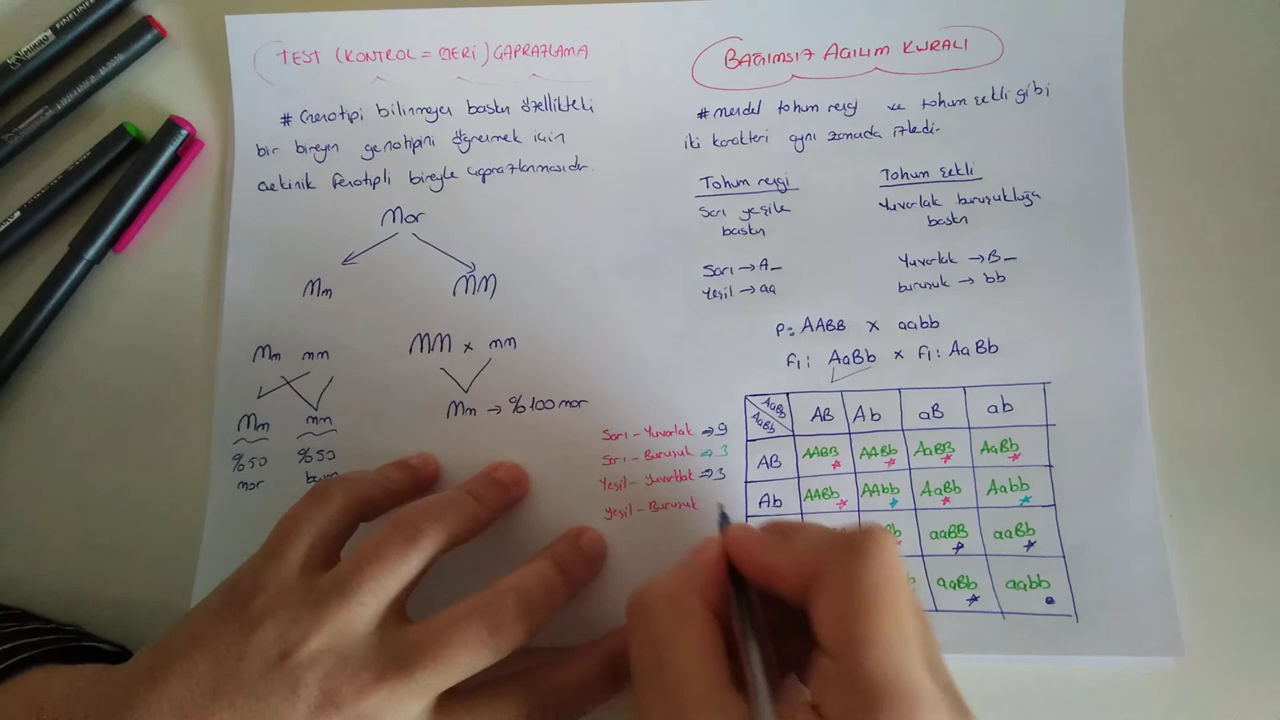 TEST (KONTROL = GERİ) ÇAPRAZLAMA
# Genotipi bilinmeyen baskın özellikteki
bir bireyin genotipini öğrenmek için
çekinik fenotipli bireyle çaprazlanmasıdır.
Mor
Mm MM
Mm mm
Mm mm
%50 %50
mor
MM x mm
Mm → %100 mor
BAĞIMSIZ AÇILIM KURALI
# mendel tohum rengi ve tohum şekli gibi
iki karakteri aynı zamanda izledi.
Tohum rengi
Sarı yeşile
baskın
Sarı → A_
Yeşil → aa
Tohum şekli
Yuvarlak buruşukluğa
baskın
Yuvarlak → B_
buruşuk → bb
P: AABB x aabb
F1: AaBb x F1: AaBb
Sarı - Yuvarlak → 9
Sarı - Buruşuk → 3
Yeşil - Yuvarlak → 3
Yeşil - Buruşuk
AaBb
AaBb
AB Ab aB ab
AB AABB AABb AaBB AaBb
Ab AABb AAbb AaBb Aabb
aaBB aaBb
aaBb aabb